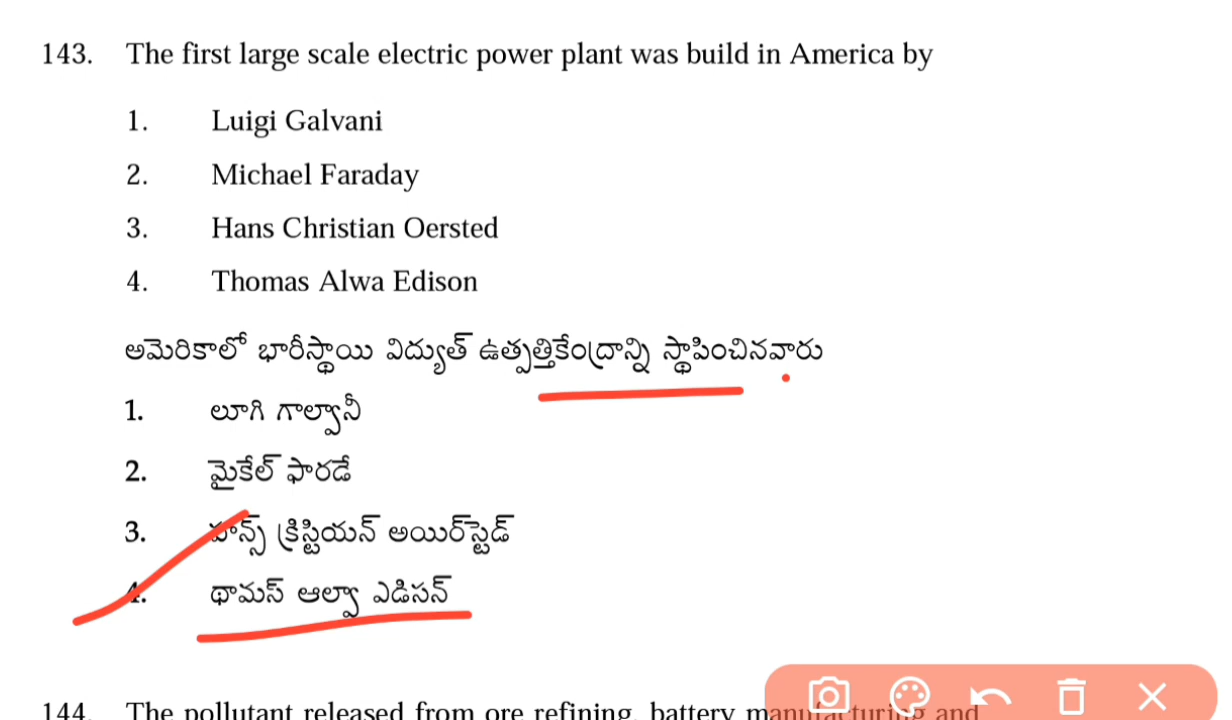 143. The first large scale electric power plant was build in America by
1. Luigi Galvani
2. Michael Faraday
3. Hans Christian Oersted
4. Thomas Alwa Edison
అమెరికాలో భారీస్థాయి విద్యుత్ ఉత్పత్తికేంద్రాన్ని స్థాపించినవారు
1. లూగి గాల్వానీ
2. మైకేల్ ఫారడే
3. హాన్స్ క్రిస్టియన్ అయిర్‌స్టెడ్
4. థామస్ ఆల్వా ఎడిసన్
144. The pollutant released from ore refining, battery manufacturing and